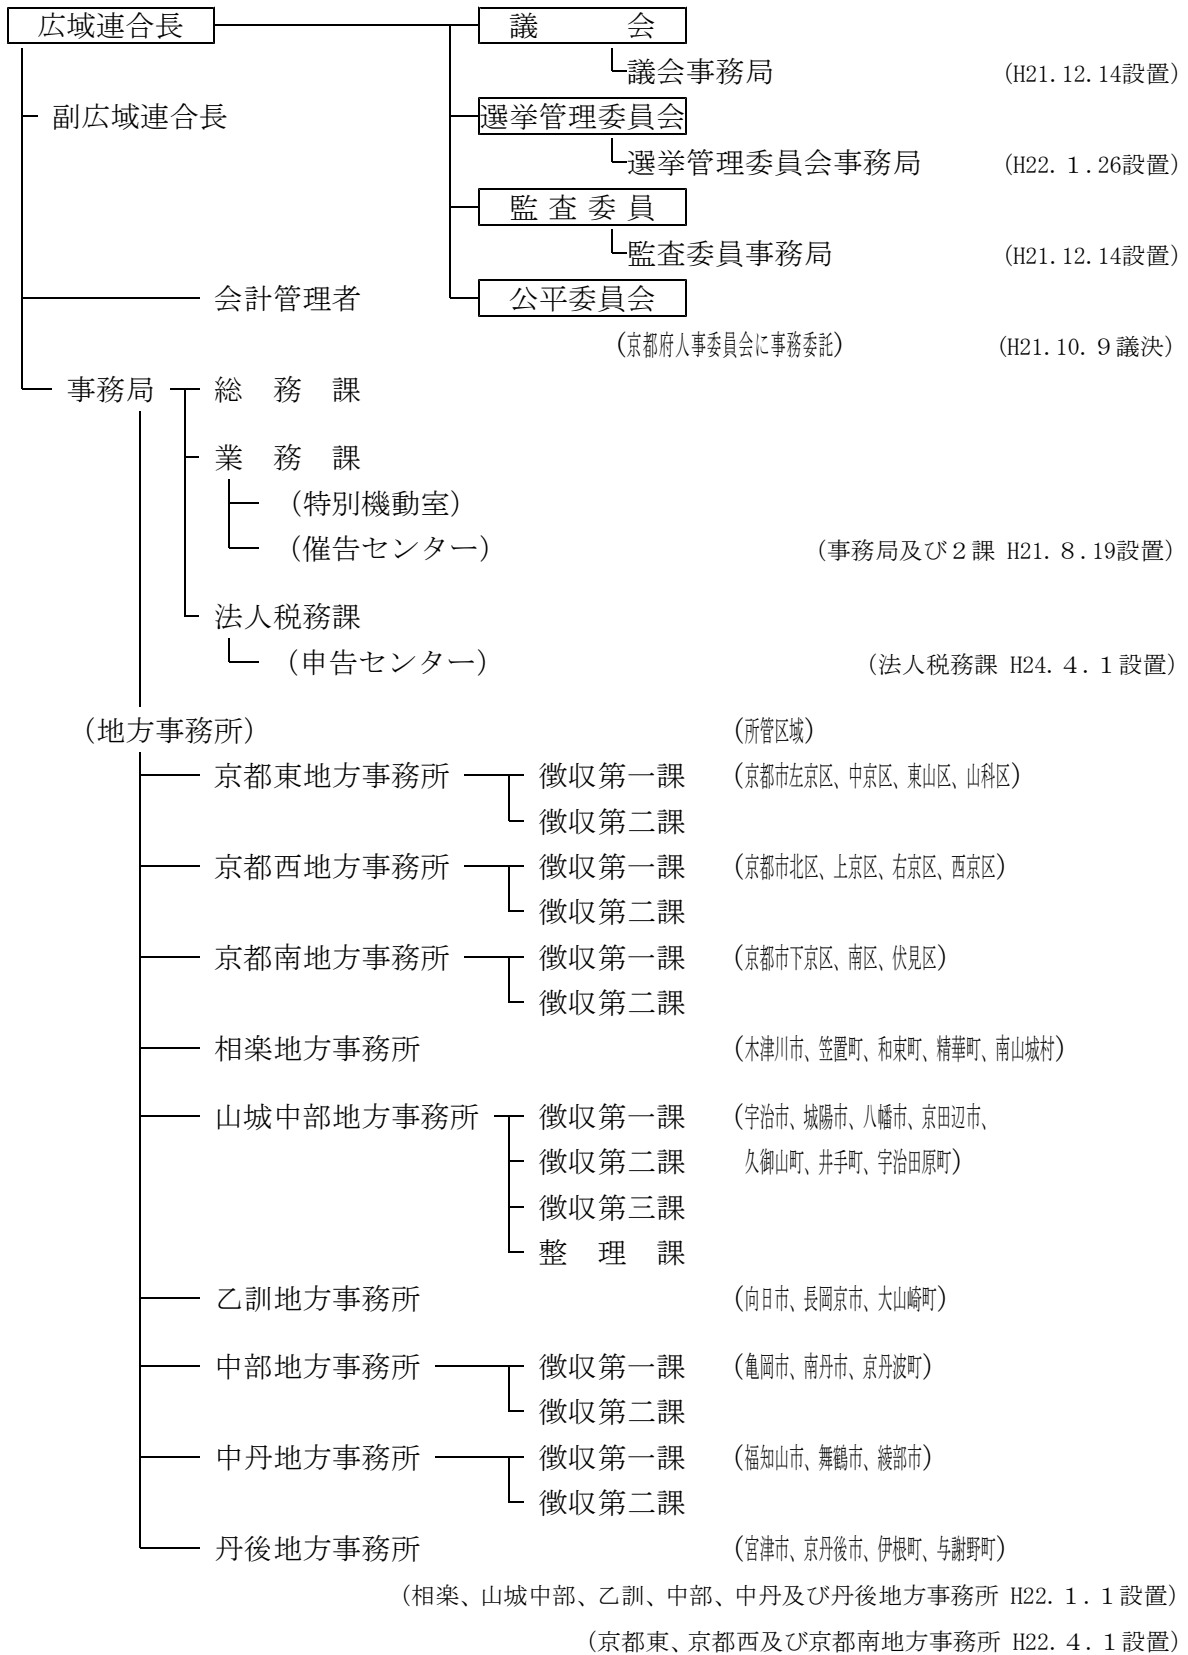 広域連合長 議　　　会
議会事務局 (H21.12.14設置)
副広域連合長 選挙管理委員会
選挙管理委員会事務局 (H22.１.26設置)
監 査 委 員
監査委員事務局 (H21.12.14設置)
会計管理者 公平委員会
(京都府人事委員会に事務委託) (H21.10.９議決)
事務局 総　務　課
業　務　課
(特別機動室)
(催告センター) (事務局及び２課 H21.８.19設置)
法人税務課
(申告センター) (法人税務課 H24.４.１設置)
(地方事務所) (所管区域)
京都東地方事務所 徴収第一課 (京都市左京区、中京区、東山区、山科区)
徴収第二課
京都西地方事務所 徴収第一課 (京都市北区、上京区、右京区、西京区)
徴収第二課
京都南地方事務所 徴収第一課 (京都市下京区、南区、伏見区)
徴収第二課
相楽地方事務所 (木津川市、笠置町、和束町、精華町、南山城村)
山城中部地方事務所 徴収第一課 (宇治市、城陽市、八幡市、京田辺市、
徴収第二課 久御山町、井手町、宇治田原町)
徴収第三課
整　理　課
乙訓地方事務所 (向日市、長岡京市、大山崎町)
中部地方事務所 徴収第一課 (亀岡市、南丹市、京丹波町)
徴収第二課
中丹地方事務所 徴収第一課 (福知山市、舞鶴市、綾部市)
徴収第二課
丹後地方事務所 (宮津市、京丹後市、伊根町、与謝野町)
(相楽、山城中部、乙訓、中部、中丹及び丹後地方事務所 H22.１.１設置)
(京都東、京都西及び京都南地方事務所 H22.４.１設置)